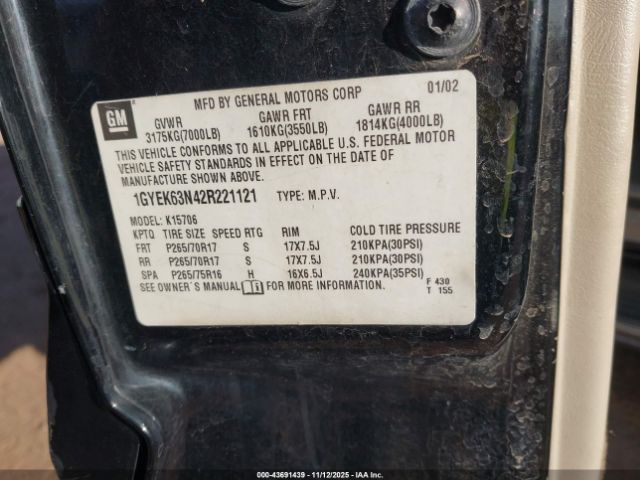 MFD BY GENERAL MOTORS CORP 01/02
GM
GVWR GAWR FRT GAWR RR
3175KG(7000LB) 1610KG(3550LB) 1814KG(4000LB)
THIS VEHICLE CONFORMS TO ALL APPLICABLE U.S. FEDERAL MOTOR
VEHICLE SAFETY STANDARDS IN EFFECT ON THE DATE OF
MANUFACTURE SHOWN ABOVE.
1GYEK63N42R221121 TYPE: M.P.V.
MODEL: K15706
KPTQ TIRE SIZE SPEED RTG RIM COLD TIRE PRESSURE
FRT P265/70R17 S 17X7.5J 210KPA(30PSI)
RR P265/70R17 S 17X7.5J 210KPA(30PSI)
SPA P265/75R16 H 16X6.5J 240KPA(35PSI)
SEE OWNER'S MANUAL FOR MORE INFORMATION.
F 430
T 155
000-43691439 - 11/12/2025 - IAA Inc.